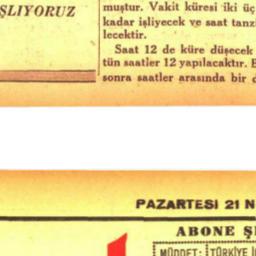 ŞLIYORUZ
muştur. Vakit küresi iki üç
kadar işliyecek ve saat tanzi
lecektir.
Saat 12 de küre düşecek
tün saatler 12 yapılacaktır. B
sonra saatler arasında bir d
PAZARTESİ 21 N
ABONE Ş
MÜDDET: TÜRKİYE İ